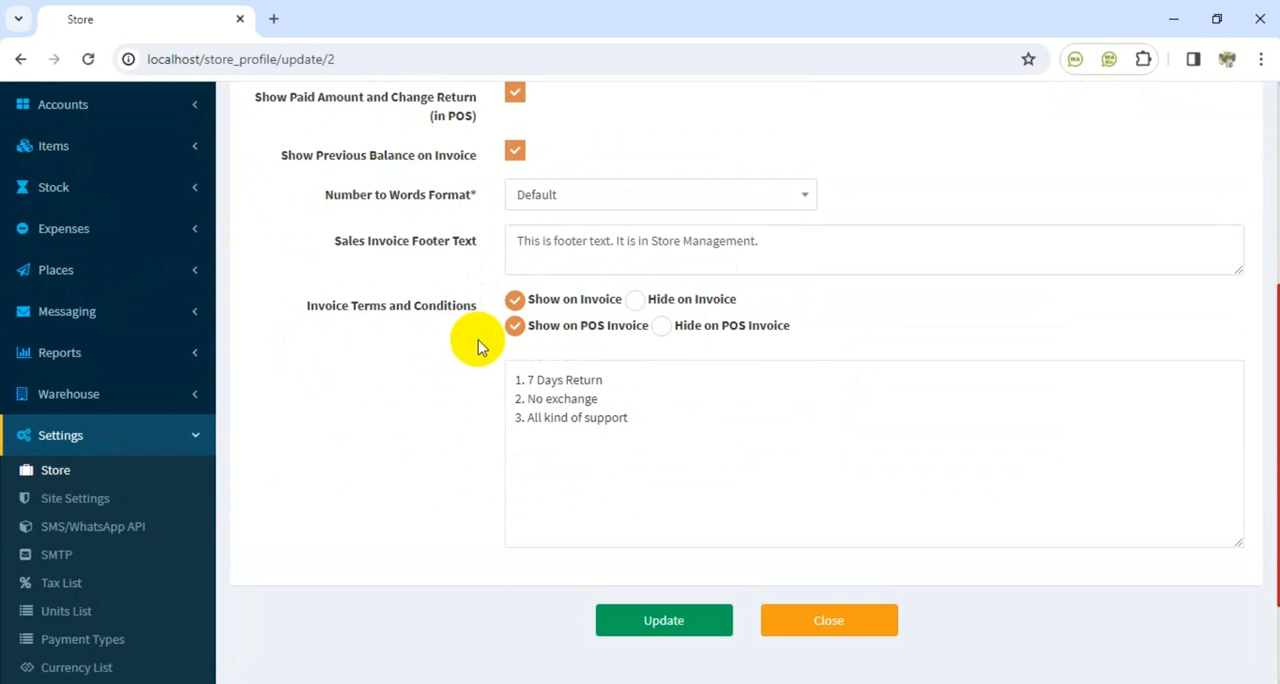 Store
localhost/store_profile/update/2
Accounts
Items
Stock
Expenses
Places
Messaging
Reports
Warehouse
Settings
Store
Site Settings
SMS/WhatsApp API
SMTP
Tax List
Units List
Payment Types
Currency List
Show Paid Amount and Change Return
(in POS)
Show Previous Balance on Invoice
Number to Words Format*
Default
Sales Invoice Footer Text
This is footer text. It is in Store Management.
Invoice Terms and Conditions
Show on Invoice Hide on Invoice
Show on POS Invoice Hide on POS Invoice
1. 7 Days Return
2. No exchange
3. All kind of support
Update Close